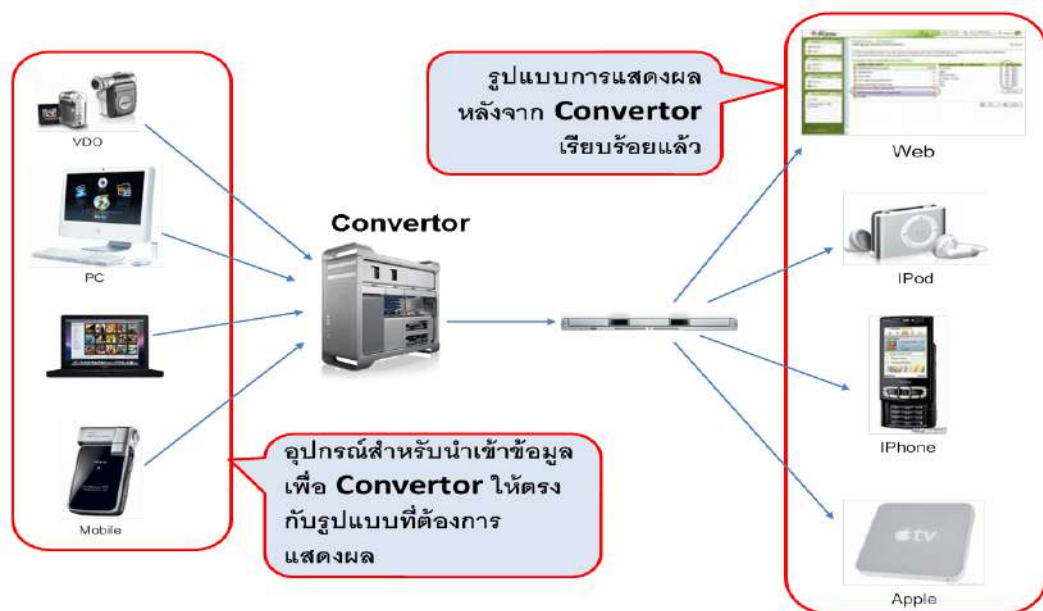 VDO
PC
Mobile
Convertor
อุปกรณ์สำหรับนำเข้าข้อมูล
เพื่อ Convertor ให้ตรง
กับรูปแบบที่ต้องการ
แสดงผล
รูปแบบการแสดงผล
หลังจาก Convertor
เรียบร้อยแล้ว
Web
IPod
IPhone
tv
Apple